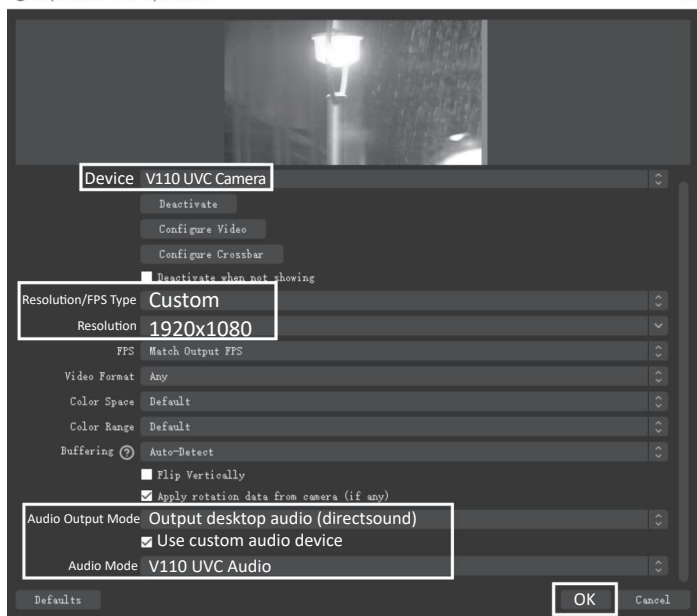 Device V110 UVC Camera
Deactivate
Configure Video
Configure Crossbar
Deactivate when not showing
Resolution/FPS Type Custom
Resolution 1920x1080
FPS Match Output FPS
Video Format Any
Color Space Default
Color Range Default
Buffering ? Auto-Detect
Flip Vertically
Apply rotation data from camera (if any)
Audio Output Mode Output desktop audio (directsound)
Use custom audio device
Audio Mode V110 UVC Audio
Defaults OK Cancel